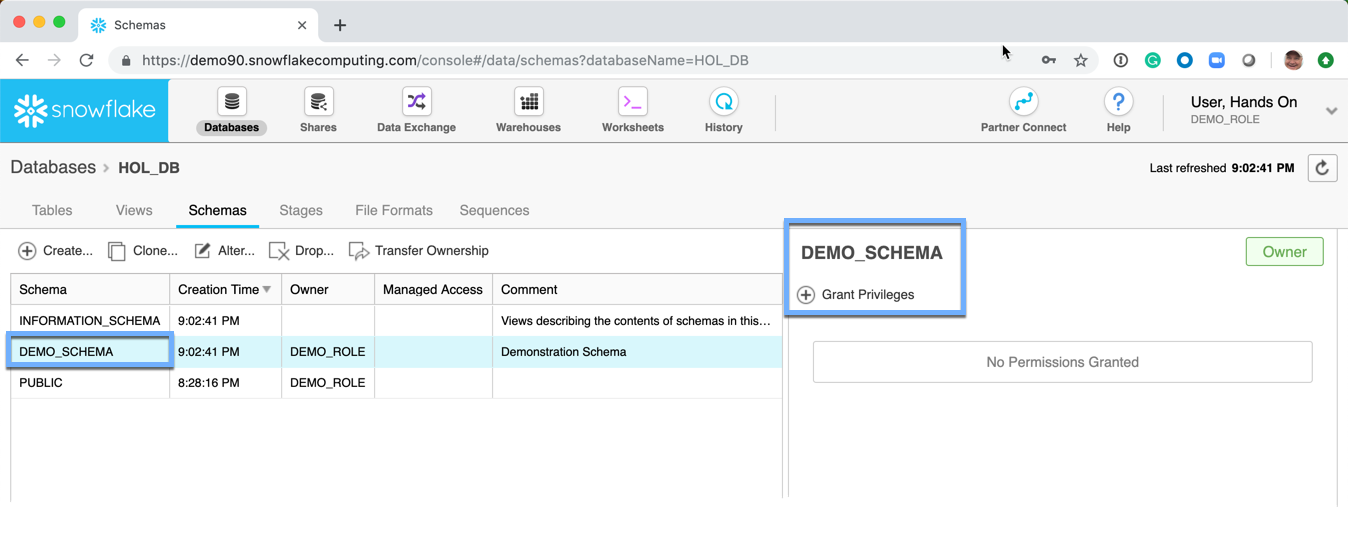 Schemas
https://demo90.snowflakecomputing.com/console#/data/schemas?databaseName=HOL_DB
snowflake
Databases
Shares
Data Exchange
Warehouses
Worksheets
History
Partner Connect
Help
User, Hands On
DEMO_ROLE
Databases > HOL_DB
Last refreshed 9:02:41 PM
Tables Views Schemas Stages File Formats Sequences
Create... Clone... Alter... Drop... Transfer Ownership
Schema Creation Time Owner Managed Access Comment
INFORMATION_SCHEMA 9:02:41 PM Views describing the contents of schemas in this…
DEMO_SCHEMA 9:02:41 PM DEMO_ROLE Demonstration Schema
PUBLIC 8:28:16 PM DEMO_ROLE
DEMO_SCHEMA
Owner
Grant Privileges
No Permissions Granted